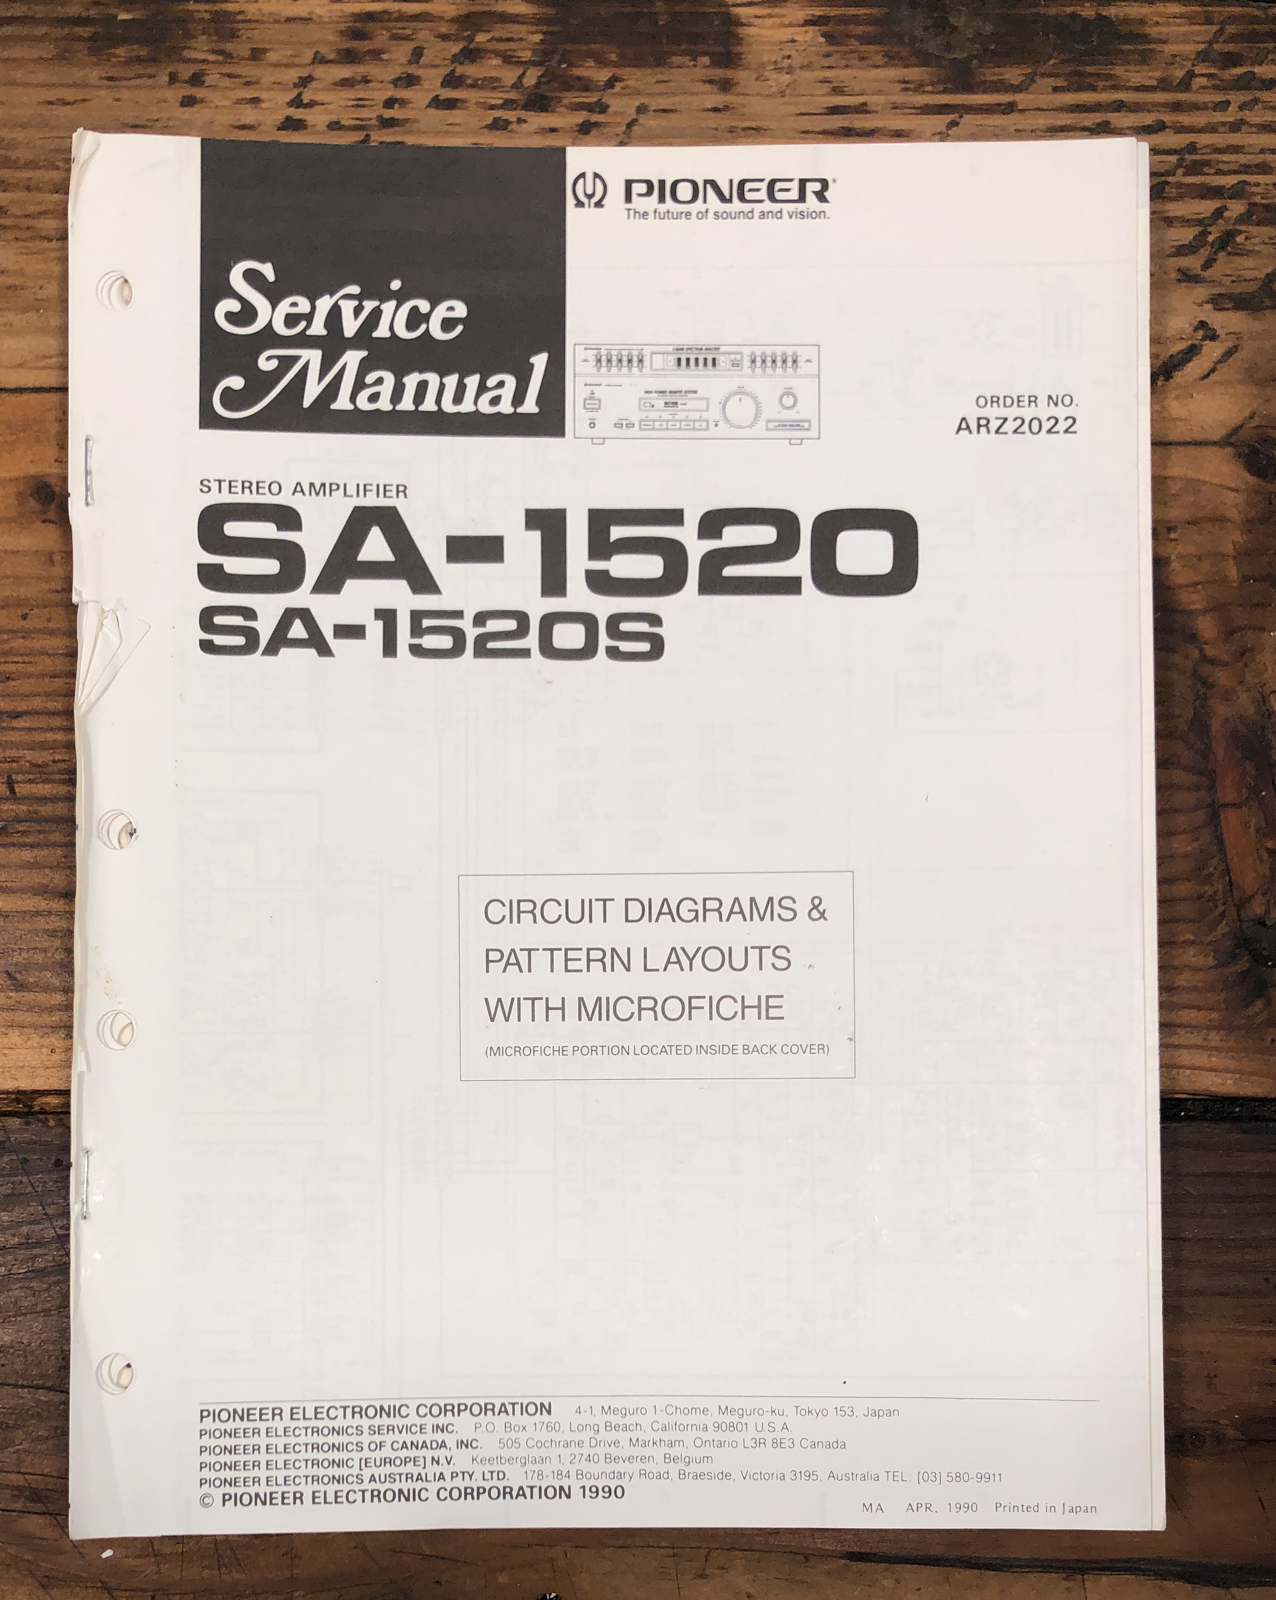 PIONEER
The future of sound and vision.
Service
Manual
ORDER NO.
ARZ2022
STEREO AMPLIFIER
SA-1520
SA-1520S
CIRCUIT DIAGRAMS &
PATTERN LAYOUTS
WITH MICROFICHE
(MICROFICHE PORTION LOCATED INSIDE BACK COVER)
PIONEER ELECTRONIC CORPORATION 4-1, Meguro 1-Chome, Meguro-ku, Tokyo 153, Japan
PIONEER ELECTRONICS SERVICE INC. P.O. Box 1760, Long Beach, California 90801 U.S.A.
PIONEER ELECTRONICS OF CANADA, INC. 505 Cochrane Drive, Markham, Ontario L3R 8E3 Canada
PIONEER ELECTRONIC [EUROPE] N.V. Keetberglaan 1, 2740 Beveren, Belgium
PIONEER ELECTRONICS AUSTRALIA PTY. LTD. 178-184 Boundary Road, Braeside, Victoria 3195, Australia TEL: [03] 580-9911
© PIONEER ELECTRONIC CORPORATION 1990
MA APR. 1990 Printed in Japan